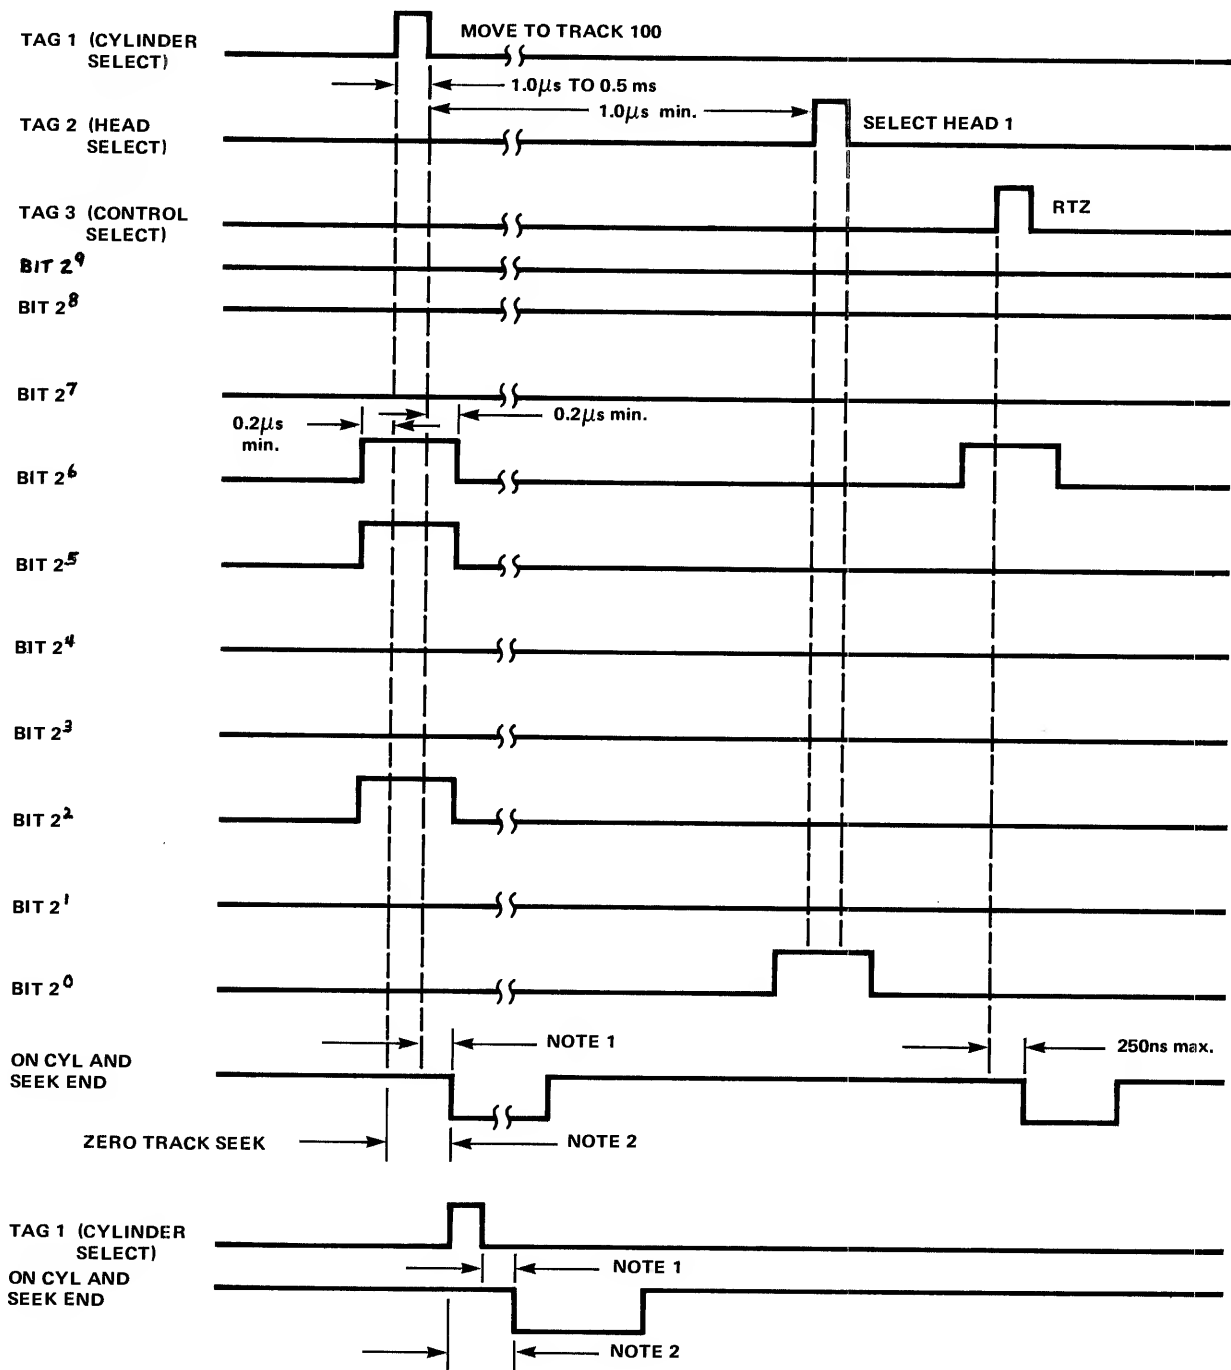 TAG 1 (CYLINDER
SELECT)
MOVE TO TRACK 100
1.0μs TO 0.5 ms
1.0μs min.
TAG 2 (HEAD
SELECT)
SELECT HEAD 1
TAG 3 (CONTROL
SELECT)
RTZ
BIT 2⁹
BIT 2⁸
BIT 2⁷
0.2μs
min.
0.2μs min.
BIT 2⁶
BIT 2⁵
BIT 2⁴
BIT 2³
BIT 2²
BIT 2¹
BIT 2⁰
ON CYL AND
SEEK END
NOTE 1
250ns max.
ZERO TRACK SEEK
NOTE 2
TAG 1 (CYLINDER
SELECT)
NOTE 1
ON CYL AND
SEEK END
NOTE 2